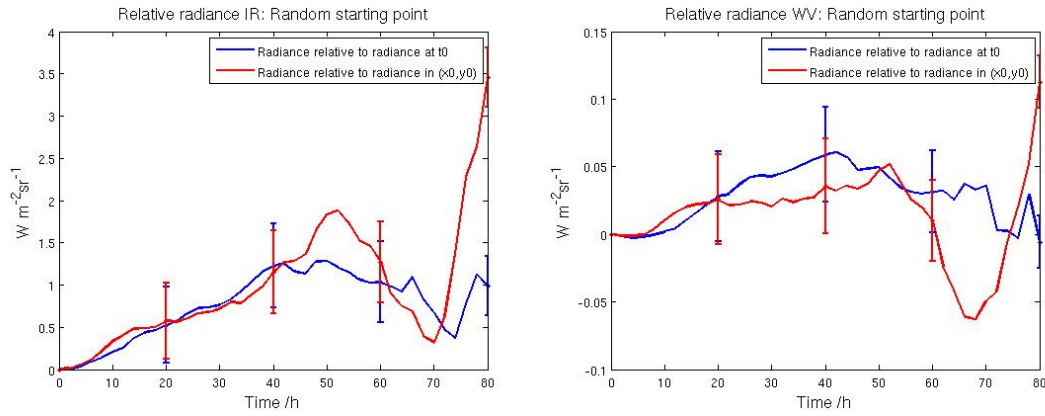 Relative radiance IR: Random starting point
4
3.5
3
2.5
2
1.5
1
0.5
0
W m⁻²sr⁻¹
Radiance relative to radiance at t0
Radiance relative to radiance in (x0,y0)
0 10 20 30 40 50 60 70 80
Time /h
Relative radiance WV: Random starting point
0.15
0.1
0.05
0
-0.05
-0.1
W m⁻²sr⁻¹
Radiance relative to radiance at t0
Radiance relative to radiance in (x0,y0)
0 10 20 30 40 50 60 70 80
Time /h